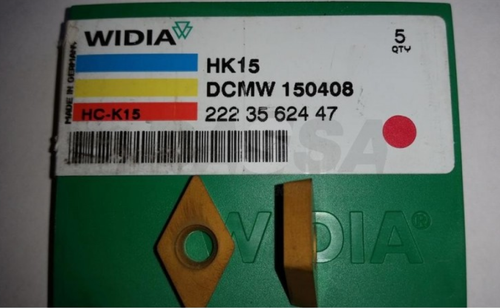 WIDIA
5
QTY
HK15
DCMW 150408
HC-K15
222 35 624 47
MADE IN GERMANY
WIDIA®